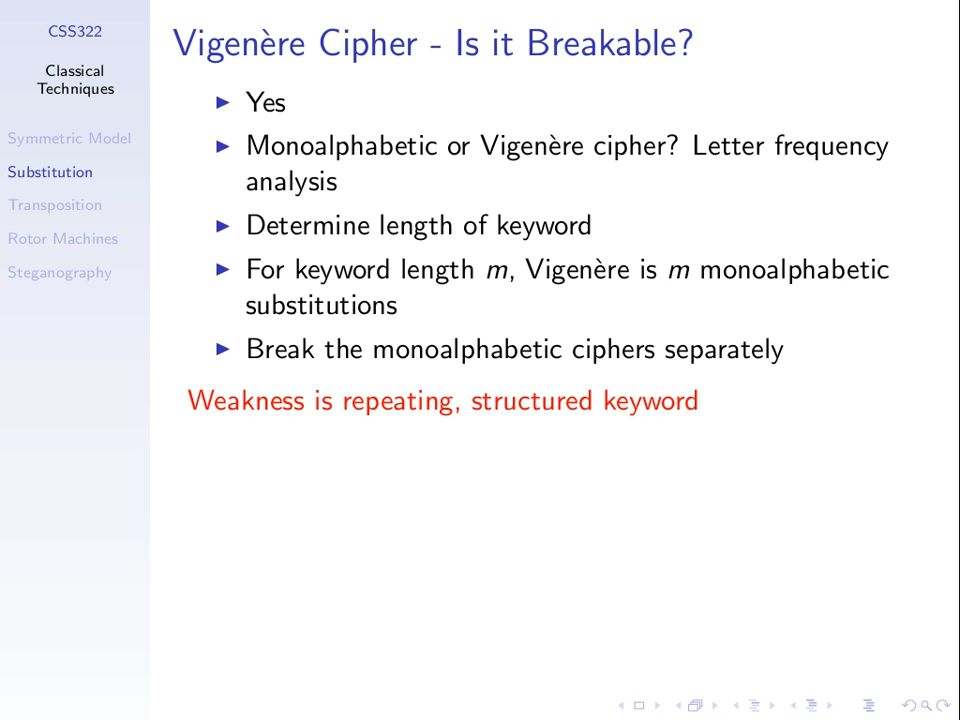 CSS322
Classical
Techniques
Symmetric Model
Substitution
Transposition
Rotor Machines
Steganography
Vigenère Cipher - Is it Breakable?
Yes
Monoalphabetic or Vigenère cipher? Letter frequency
analysis
Determine length of keyword
For keyword length m, Vigenère is m monoalphabetic
substitutions
Break the monoalphabetic ciphers separately
Weakness is repeating, structured keyword